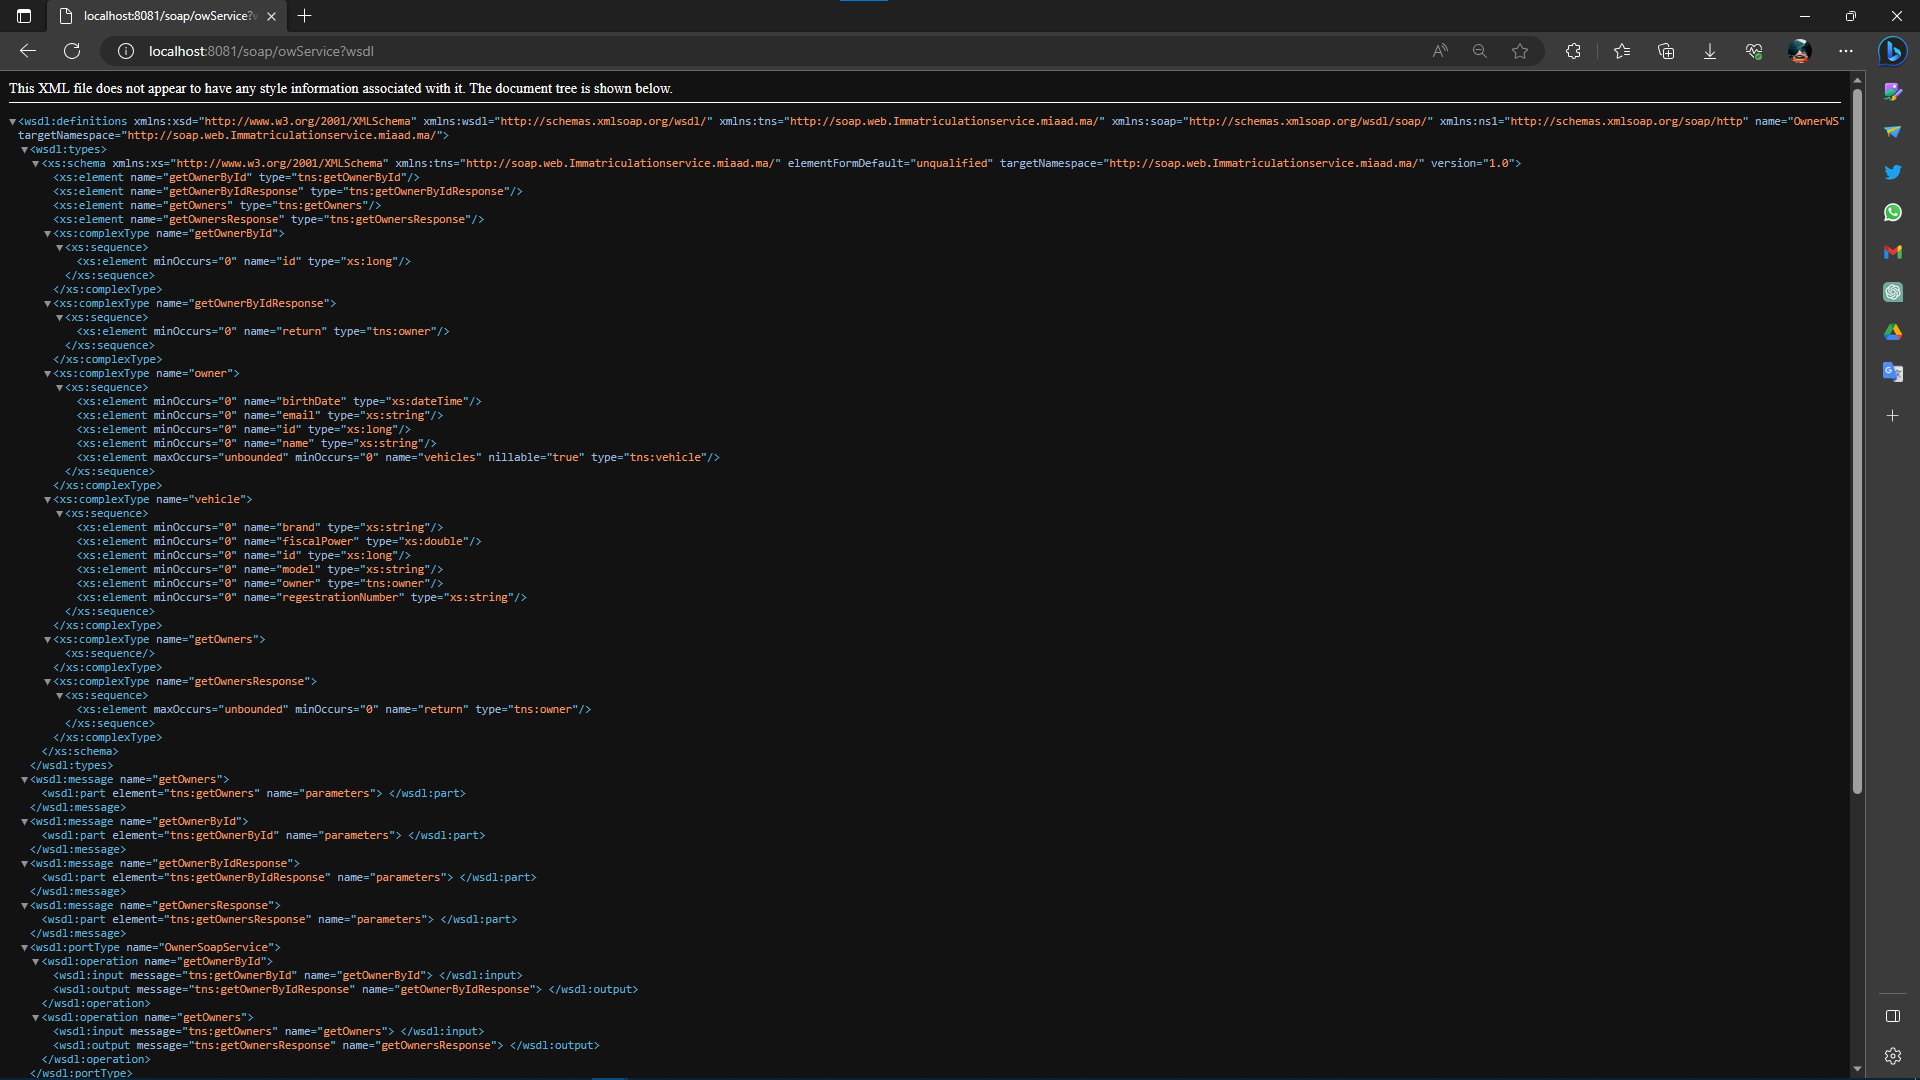 localhost:8081/soap/owService?w
localhost:8081/soap/owService?wsdl
This XML file does not appear to have any style information associated with it. The document tree is shown below.
▼<wsdl:definitions xmlns:xsd="http://www.w3.org/2001/XMLSchema" xmlns:wsdl="http://schemas.xmlsoap.org/wsdl/" xmlns:tns="http://soap.web.Immatriculationservice.miaad.ma/" xmlns:soap="http://schemas.xmlsoap.org/wsdl/soap/" xmlns:ns1="http://schemas.xmlsoap.org/soap/http" name="OwnerWS"
targetNamespace="http://soap.web.Immatriculationservice.miaad.ma/">
▼<wsdl:types>
▼<xs:schema xmlns:xs="http://www.w3.org/2001/XMLSchema" xmlns:tns="http://soap.web.Immatriculationservice.miaad.ma/" elementFormDefault="unqualified" targetNamespace="http://soap.web.Immatriculationservice.miaad.ma/" version="1.0">
<xs:element name="getOwnerById" type="tns:getOwnerById"/>
<xs:element name="getOwnerByIdResponse" type="tns:getOwnerByIdResponse"/>
<xs:element name="getOwners" type="tns:getOwners"/>
<xs:element name="getOwnersResponse" type="tns:getOwnersResponse"/>
▼<xs:complexType name="getOwnerById">
▼<xs:sequence>
<xs:element minOccurs="0" name="id" type="xs:long"/>
</xs:sequence>
</xs:complexType>
▼<xs:complexType name="getOwnerByIdResponse">
▼<xs:sequence>
<xs:element minOccurs="0" name="return" type="tns:owner"/>
</xs:sequence>
</xs:complexType>
▼<xs:complexType name="owner">
▼<xs:sequence>
<xs:element minOccurs="0" name="birthDate" type="xs:dateTime"/>
<xs:element minOccurs="0" name="email" type="xs:string"/>
<xs:element minOccurs="0" name="id" type="xs:long"/>
<xs:element minOccurs="0" name="name" type="xs:string"/>
<xs:element maxOccurs="unbounded" minOccurs="0" name="vehicles" nillable="true" type="tns:vehicle"/>
</xs:sequence>
</xs:complexType>
▼<xs:complexType name="vehicle">
▼<xs:sequence>
<xs:element minOccurs="0" name="brand" type="xs:string"/>
<xs:element minOccurs="0" name="fiscalPower" type="xs:double"/>
<xs:element minOccurs="0" name="id" type="xs:long"/>
<xs:element minOccurs="0" name="model" type="xs:string"/>
<xs:element minOccurs="0" name="owner" type="tns:owner"/>
<xs:element minOccurs="0" name="regestrationNumber" type="xs:string"/>
</xs:sequence>
</xs:complexType>
▼<xs:complexType name="getOwners">
<xs:sequence/>
</xs:complexType>
▼<xs:complexType name="getOwnersResponse">
▼<xs:sequence>
<xs:element maxOccurs="unbounded" minOccurs="0" name="return" type="tns:owner"/>
</xs:sequence>
</xs:complexType>
</xs:schema>
</wsdl:types>
▼<wsdl:message name="getOwners">
<wsdl:part element="tns:getOwners" name="parameters"> </wsdl:part>
</wsdl:message>
▼<wsdl:message name="getOwnerById">
<wsdl:part element="tns:getOwnerById" name="parameters"> </wsdl:part>
</wsdl:message>
▼<wsdl:message name="getOwnerByIdResponse">
<wsdl:part element="tns:getOwnerByIdResponse" name="parameters"> </wsdl:part>
</wsdl:message>
▼<wsdl:message name="getOwnersResponse">
<wsdl:part element="tns:getOwnersResponse" name="parameters"> </wsdl:part>
</wsdl:message>
▼<wsdl:portType name="OwnerSoapService">
▼<wsdl:operation name="getOwnerById">
<wsdl:input message="tns:getOwnerById" name="getOwnerById"> </wsdl:input>
<wsdl:output message="tns:getOwnerByIdResponse" name="getOwnerByIdResponse"> </wsdl:output>
</wsdl:operation>
▼<wsdl:operation name="getOwners">
<wsdl:input message="tns:getOwners" name="getOwners"> </wsdl:input>
<wsdl:output message="tns:getOwnersResponse" name="getOwnersResponse"> </wsdl:output>
</wsdl:operation>
</wsdl:portType>